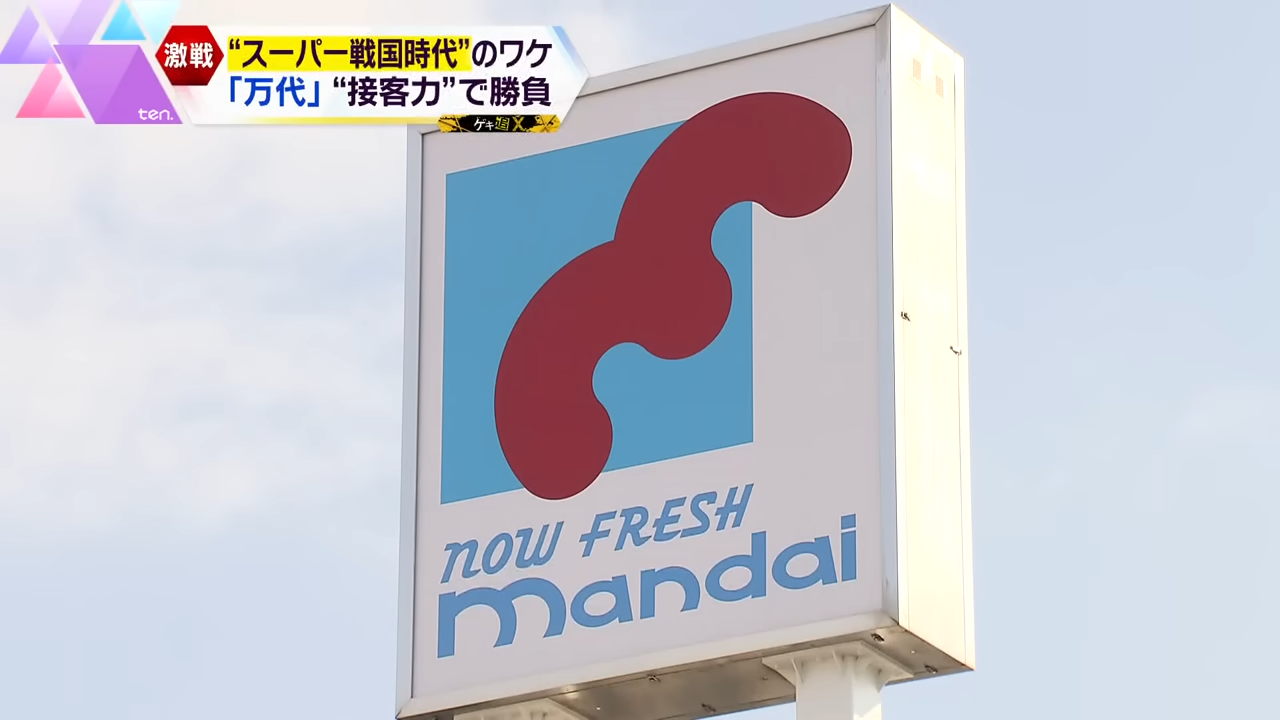 激戦
“スーパー戦国時代”のワケ
「万代」“接客力”で勝負
ten.
ゲキ追X
NOW FRESH
mandai